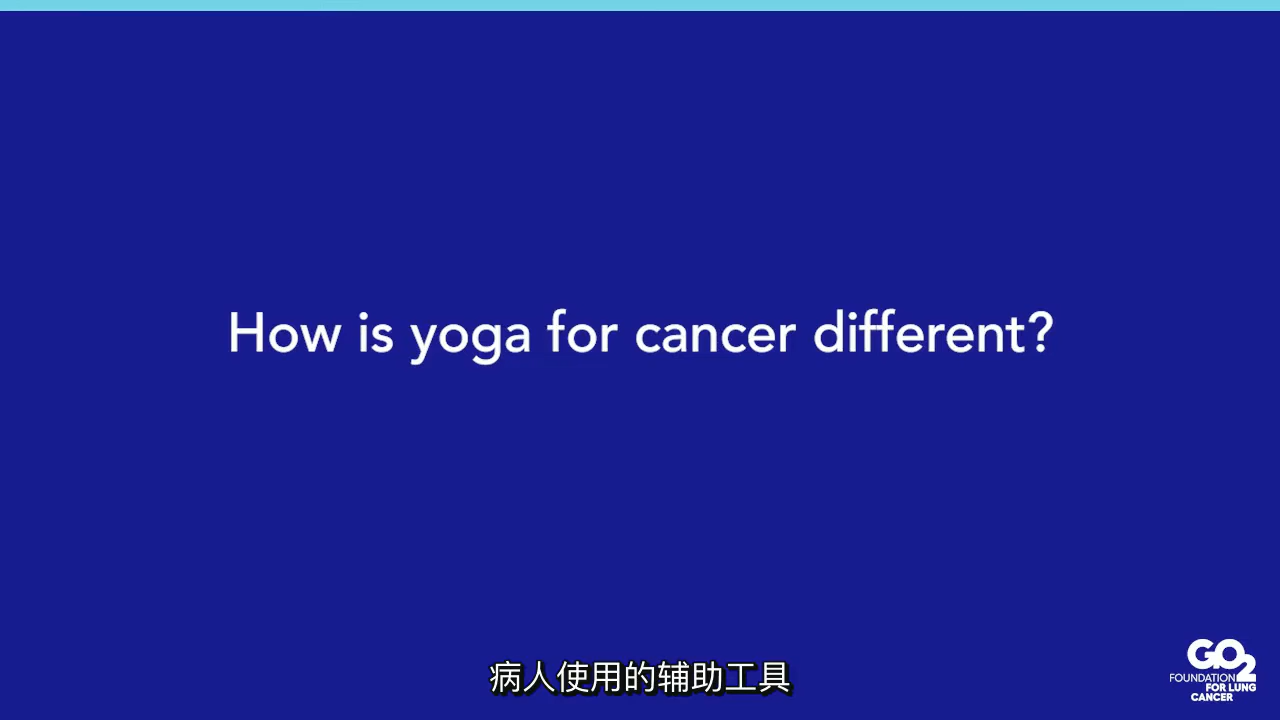 How is yoga for cancer different?
病人使用的辅助工具
GO2
FOUNDATION
FOR LUNG
CANCER